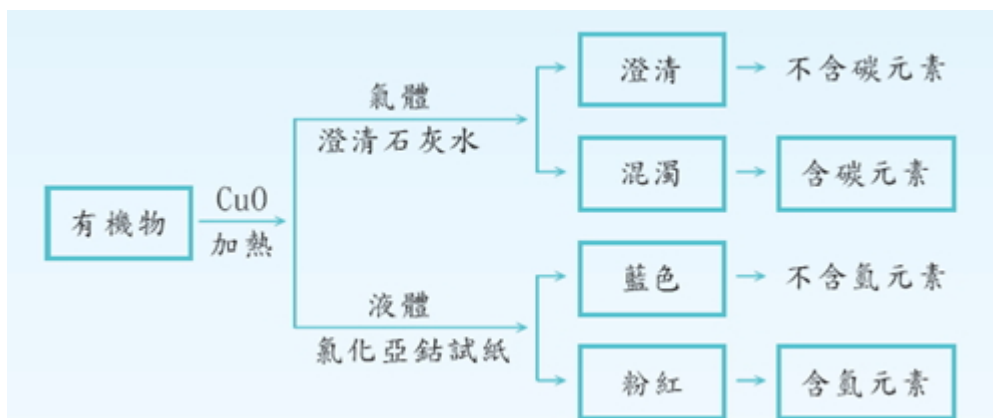 有機物
CuO
加熱
氣體
澄清石灰水
澄清
不含碳元素
混濁
含碳元素
液體
氯化亞鈷試紙
藍色
不含氫元素
粉紅
含氫元素